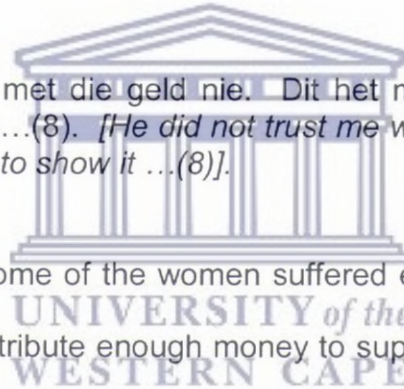 met die geld nie. Dit het
…(8). [He did not trust me
to show it …(8)].
ome of the women suffered
UNIVERSITY of the
tribute enough money to
WESTERN CAPE